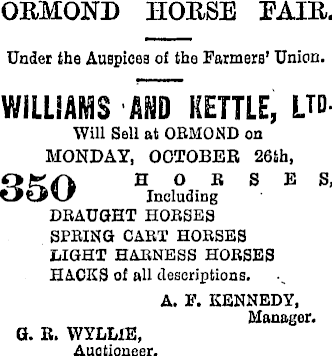 ORMOND HORSE FAIR.
Under the Auspices of the Farmers' Union.
WILLIAMS AND KETTLE, LTD.
Will Sell at ORMOND on
MONDAY, OCTOBER 26th,
350 HORSES,
Including
DRAUGHT HORSES
SPRING CART HORSES
LIGHT HARNESS HORSES
HACKS of all descriptions.
A. F. KENNEDY,
Manager.
G. R. WYLLIE,
Auctioneer.